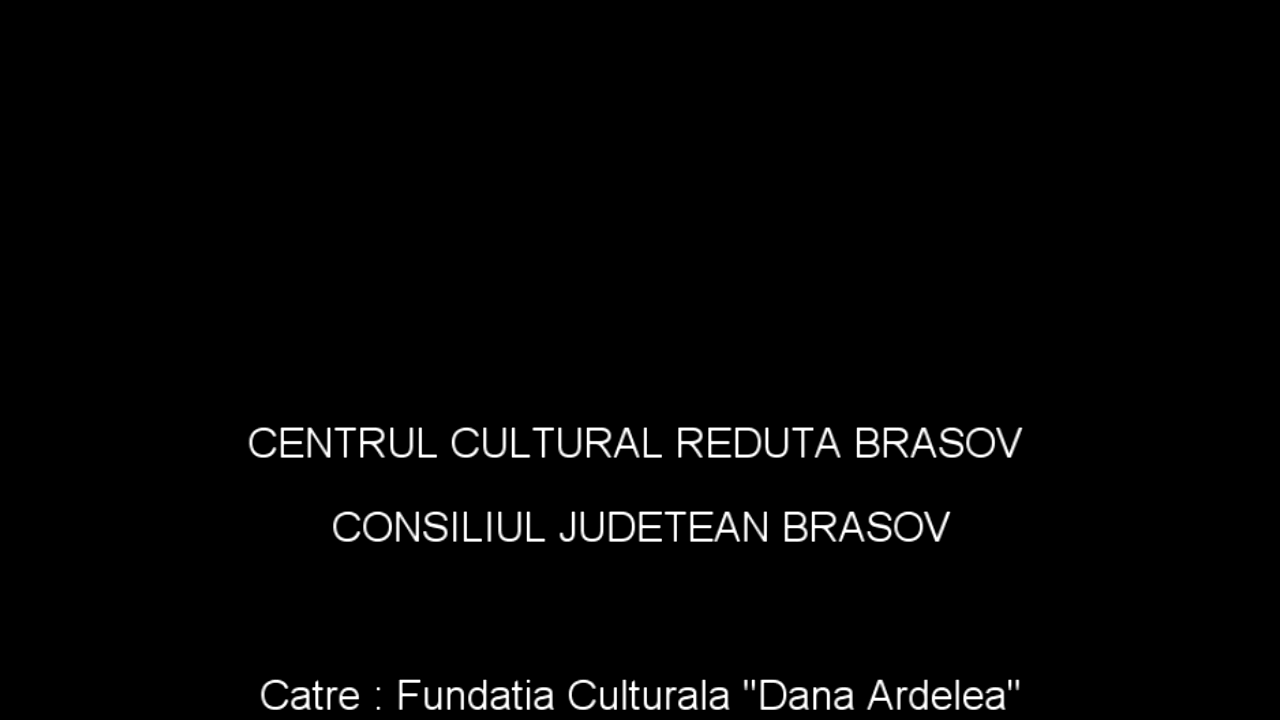 CENTRUL CULTURAL REDUTA BRASOV
CONSILIUL JUDETEAN BRASOV
Catre : Fundatia Culturala "Dana Ardelea"